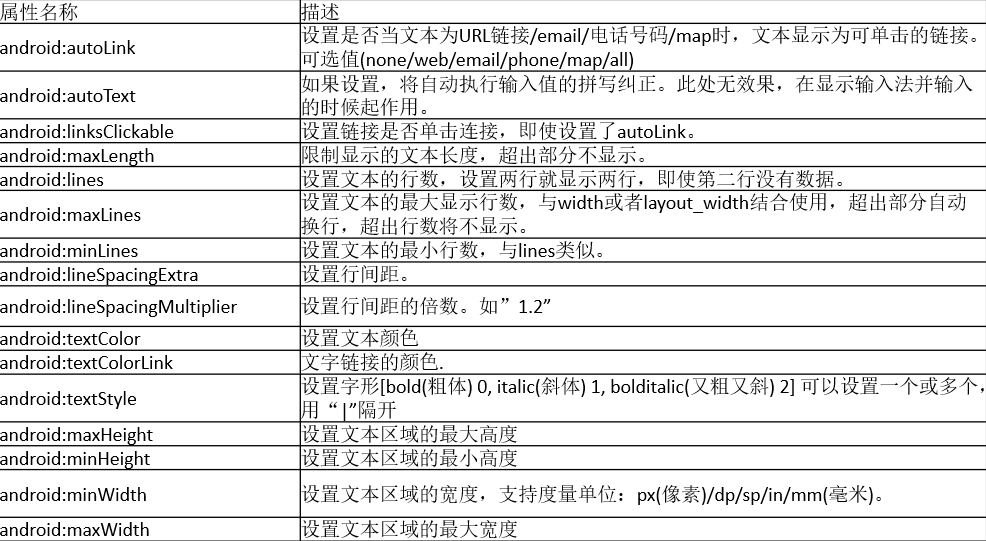 属性名称 描述
android:autoLink 设置是否当文本为URL链接/email/电话号码/map时，文本显示为可单击的链接。
可选值(none/web/email/phone/map/all)
android:autoText 如果设置，将自动执行输入值的拼写纠正。此处无效果，在显示输入法并输入
的时候起作用。
android:linksClickable 设置链接是否单击连接，即使设置了autoLink。
android:maxLength 限制显示的文本长度，超出部分不显示。
android:lines 设置文本的行数，设置两行就显示两行，即使第二行没有数据。
android:maxLines 设置文本的最大显示行数，与width或者layout_width结合使用，超出部分自动
换行，超出行数将不显示。
android:minLines 设置文本的最小行数，与lines类似。
android:lineSpacingExtra 设置行间距。
android:lineSpacingMultiplier 设置行间距的倍数。如”1.2”
android:textColor 设置文本颜色
android:textColorLink 文字链接的颜色.
android:textStyle 设置字形[bold(粗体) 0, italic(斜体) 1, bolditalic(又粗又斜) 2] 可以设置一个或多个，
用“|”隔开
android:maxHeight 设置文本区域的最大高度
android:minHeight 设置文本区域的最小高度
android:minWidth 设置文本区域的宽度，支持度量单位：px(像素)/dp/sp/in/mm(毫米)。
android:maxWidth 设置文本区域的最大宽度